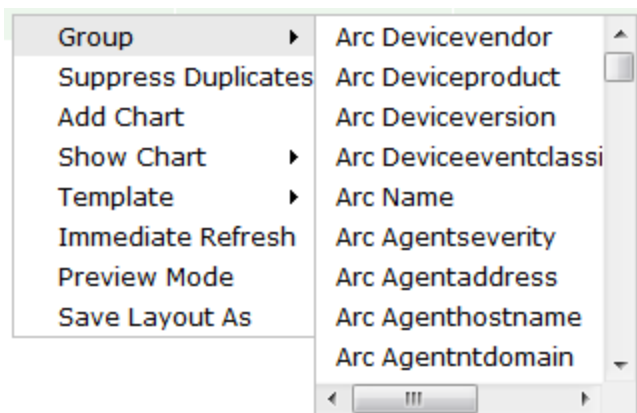 Group
Suppress Duplicates
Add Chart
Show Chart
Template
Immediate Refresh
Preview Mode
Save Layout As
Arc Devicevendor
Arc Deviceproduct
Arc Deviceversion
Arc Deviceeventclassi
Arc Name
Arc Agentseverity
Arc Agentaddress
Arc Agenthostname
Arc Agentntdomain